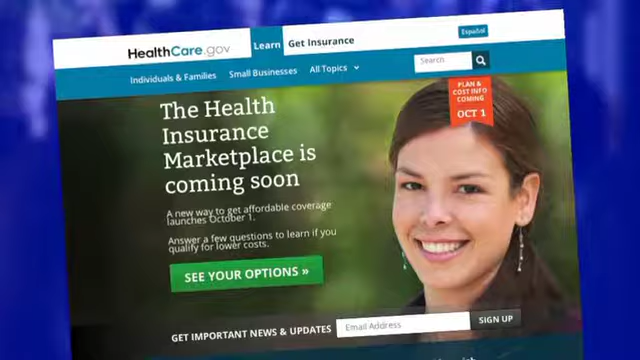 HealthCare.gov
Learn
Get Insurance
Español
Individuals & Families
Small Businesses
All Topics
Search
PLAN &
COST INFO
COMING
OCT 1
The Health
Insurance
Marketplace is
coming soon
A new way to get affordable coverage
launches October 1.
Answer a few questions to learn if you
qualify for lower costs.
SEE YOUR OPTIONS »
GET IMPORTANT NEWS & UPDATES
Email Address
SIGN UP